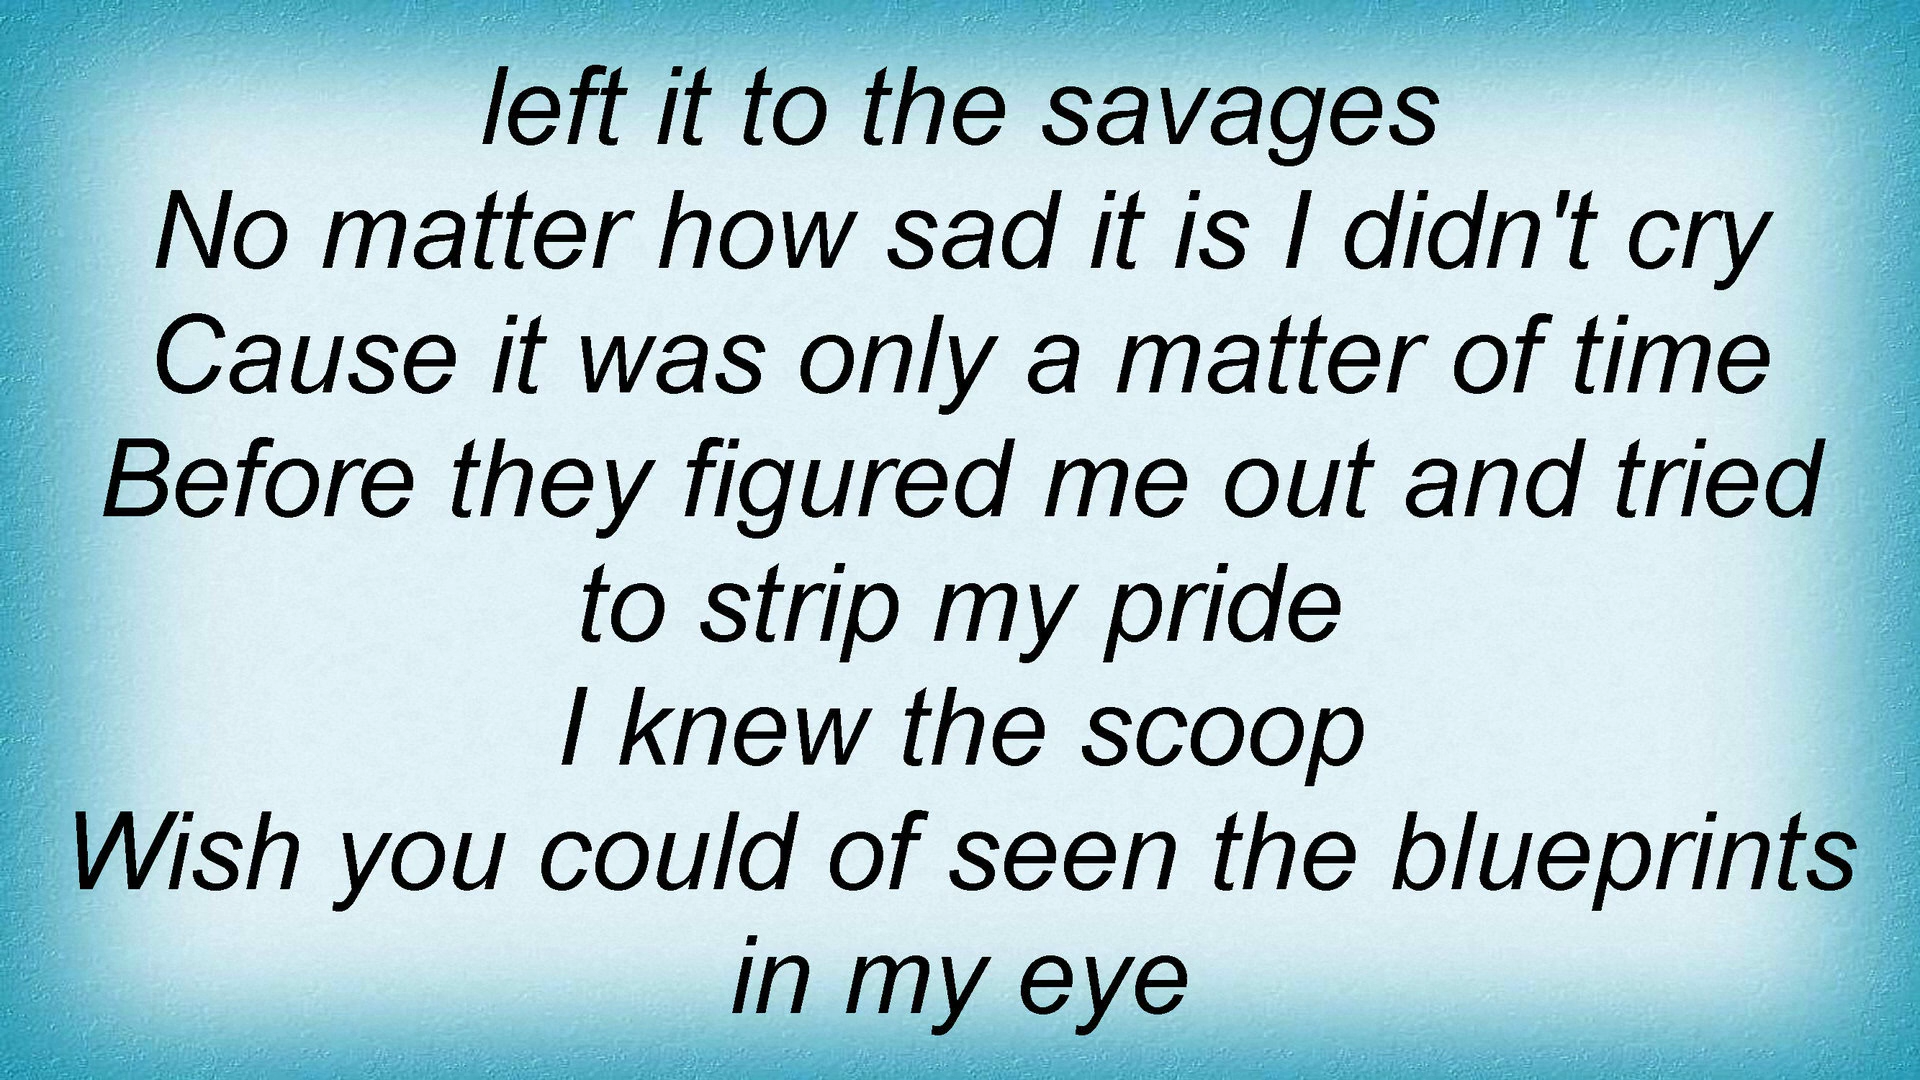 left it to the savages
No matter how sad it is I didn't cry
Cause it was only a matter of time
Before they figured me out and tried
to strip my pride
I knew the scoop
Wish you could of seen the blueprints
in my eye